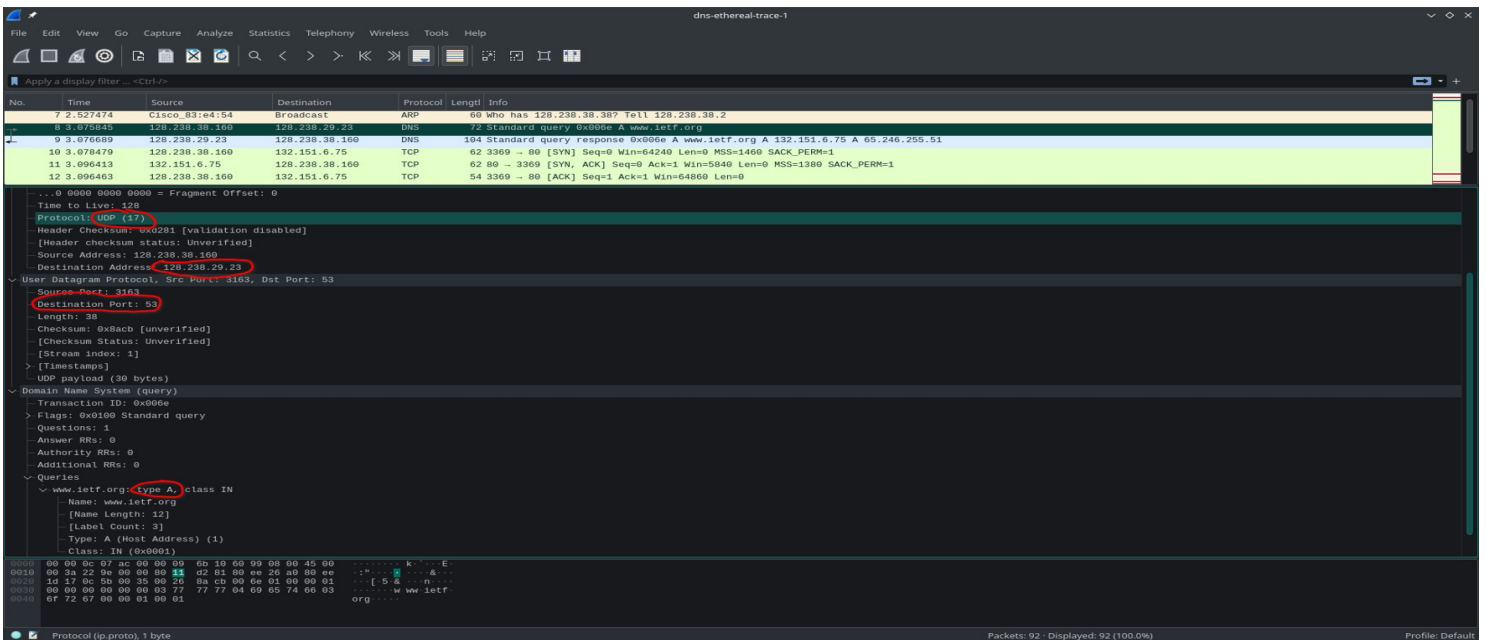 dns-ethereal-trace-1
File Edit View Go Capture Analyze Statistics Telephony Wireless Tools Help
Apply a display filter ... <Ctrl-/>
No. Time Source Destination Protocol Lengtl Info
7 2.527474 Cisco_83:e4:54 Broadcast ARP 60 Who has 128.238.38.38? Tell 128.238.38.2
8 3.075845 128.238.38.160 128.238.29.23 DNS 72 Standard query 0x006e A www.ietf.org
9 3.076689 128.238.29.23 128.238.38.160 DNS 104 Standard query response 0x006e A www.ietf.org A 132.151.6.75 A 65.246.255.51
10 3.078479 128.238.38.160 132.151.6.75 TCP 62 3369 → 80 [SYN] Seq=0 Win=64240 Len=0 MSS=1460 SACK_PERM=1
11 3.096413 132.151.6.75 128.238.38.160 TCP 62 80 → 3369 [SYN, ACK] Seq=0 Ack=1 Win=5840 Len=0 MSS=1380 SACK_PERM=1
12 3.096463 128.238.38.160 132.151.6.75 TCP 54 3369 → 80 [ACK] Seq=1 Ack=1 Win=64860 Len=0
...0 0000 0000 0000 = Fragment Offset: 0
Time to Live: 128
Protocol: UDP (17)
Header Checksum: 0xd281 [validation disabled]
[Header checksum status: Unverified]
Source Address: 128.238.38.160
Destination Address: 128.238.29.23
User Datagram Protocol, Src Port: 3163, Dst Port: 53
Source Port: 3163
Destination Port: 53
Length: 38
Checksum: 0x8acb [unverified]
[Checksum Status: Unverified]
[Stream index: 1]
[Timestamps]
UDP payload (30 bytes)
Domain Name System (query)
Transaction ID: 0x006e
Flags: 0x0100 Standard query
Questions: 1
Answer RRs: 0
Authority RRs: 0
Additional RRs: 0
Queries
www.ietf.org: type A, class IN
Name: www.ietf.org
[Name Length: 12]
[Label Count: 3]
Type: A (Host Address) (1)
Class: IN (0x0001)
0000 00 00 0c 07 ac 00 00 09 6b 10 60 99 08 00 45 00 ········ k·`···E·
0010 00 3a 22 9e 00 00 80 11 d2 81 80 ee 26 a0 80 ee ·:"····· ····&···
0020 1d 17 0c 5b 00 35 00 26 8a cb 00 6e 01 00 00 01 ···[·5·& ···n····
0030 00 00 00 00 00 00 03 77 77 77 04 69 65 74 66 03 ·······w ww·ietf·
0040 6f 72 67 00 00 01 00 01 org·····
Protocol (ip.proto), 1 byte Packets: 92 · Displayed: 92 (100.0%) Profile: Default